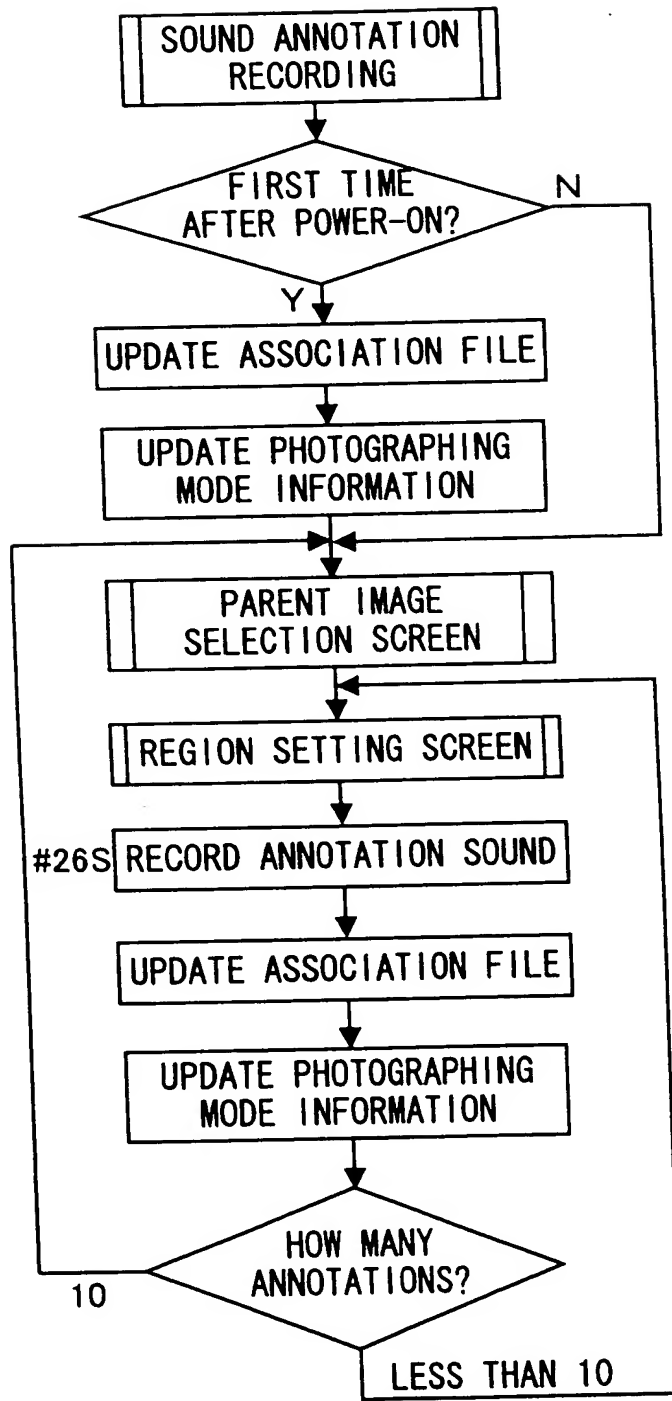 SOUND ANNOTATION
RECORDING
FIRST TIME
AFTER POWER-ON?
N
Y
UPDATE ASSOCIATION FILE
UPDATE PHOTOGRAPHING
MODE INFORMATION
PARENT IMAGE
SELECTION SCREEN
REGION SETTING SCREEN
#26S RECORD ANNOTATION SOUND
UPDATE ASSOCIATION FILE
UPDATE PHOTOGRAPHING
MODE INFORMATION
HOW MANY
ANNOTATIONS?
10
LESS THAN 10